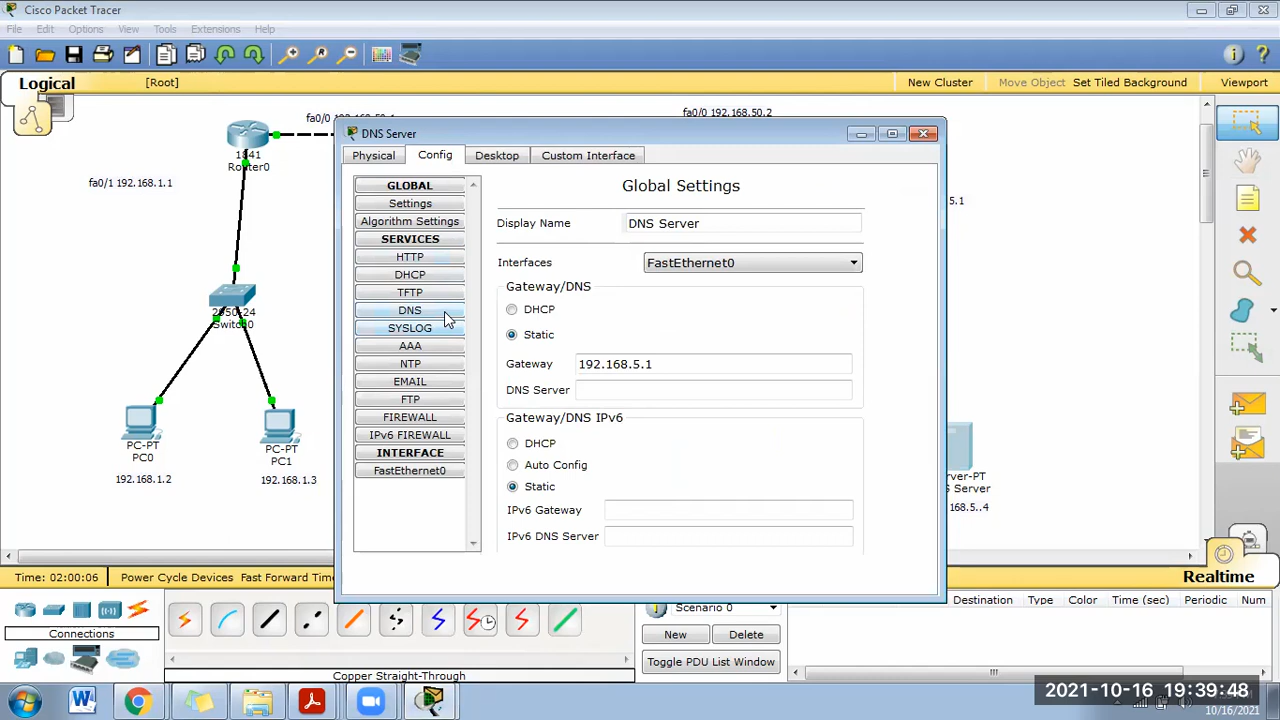 Cisco Packet Tracer
File Edit Options View Tools Extensions Help
Logical [Root] New Cluster Move Object Set Tiled Background Viewport
fa0/0 192.168.50.2
1841
Router0
fa0/1 192.168.1.1
2950-24
Switch0
PC-PT
PC0
192.168.1.2
PC-PT
PC1
192.168.1.3
DNS Server
Physical Config Desktop Custom Interface
GLOBAL
Settings
Algorithm Settings
SERVICES
HTTP
DHCP
TFTP
DNS
SYSLOG
AAA
NTP
EMAIL
FTP
FIREWALL
IPv6 FIREWALL
INTERFACE
FastEthernet0
Global Settings
Display Name DNS Server
Interfaces FastEthernet0
Gateway/DNS
DHCP
Static
Gateway 192.168.5.1
DNS Server
Gateway/DNS IPv6
DHCP
Auto Config
Static
IPv6 Gateway
IPv6 DNS Server
5.1
-PT
Server
.168.5..4
Time: 02:00:06 Power Cycle Devices Fast Forward Time
Realtime
Connections
Copper Straight-Through
Scenario 0
New Delete
Toggle PDU List Window
Destination Type Color Time (sec) Periodic Num
2021-10-16 19:39:48
10/16/2021